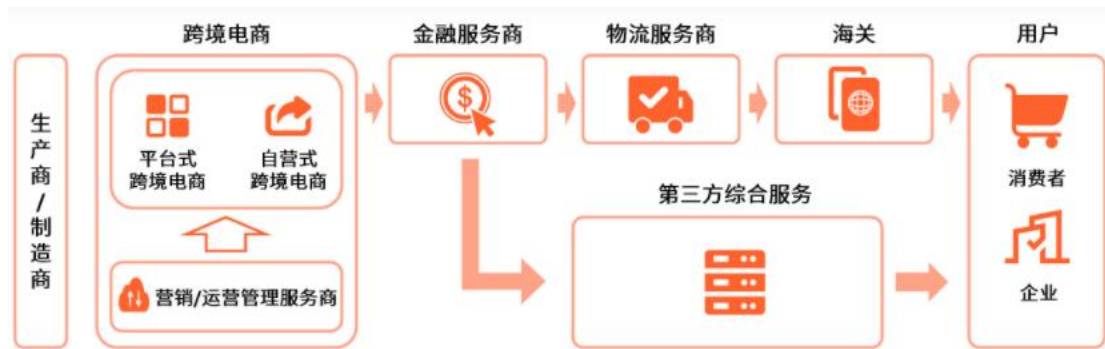 跨境电商
金融服务商
物流服务商
海关
用户
生产商/制造商
平台式
跨境电商
自营式
跨境电商
营销/运营管理服务商
第三方综合服务
消费者
企业